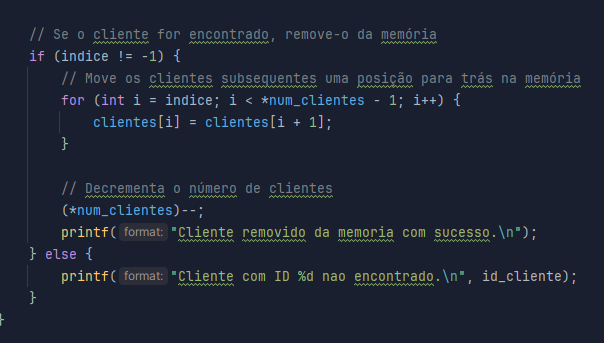 // Se o cliente for encontrado, remove-o da memória
if (indice != -1) {
// Move os clientes subsequentes uma posição para trás na memória
for (int i = indice; i < *num_clientes - 1; i++) {
clientes[i] = clientes[i + 1];
}
// Decrementa o número de clientes
(*num_clientes)--;
printf( format: "Cliente removido da memoria com sucesso.\n");
} else {
printf( format: "Cliente com ID %d nao encontrado.\n", id_cliente);
}
}